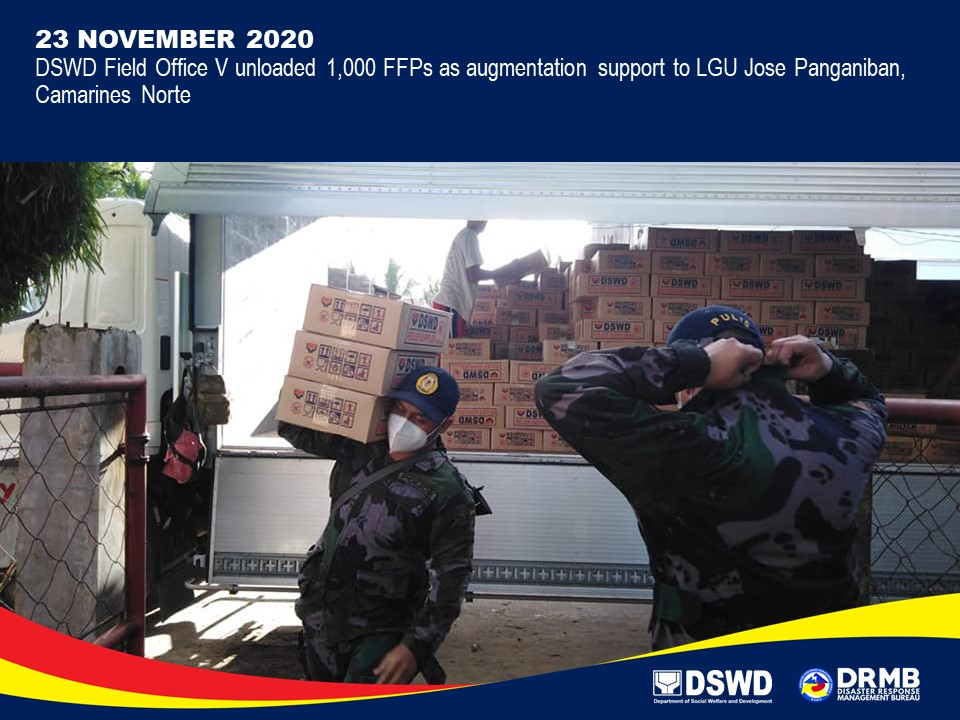 23 NOVEMBER 2020
DSWD Field Office V unloaded 1,000 FFPs as augmentation support to LGU Jose Panganiban,
Camarines Norte
DSWD
DSWD
DSWD
DSWD
DSWD
DSWD
DSWD
DSWD
PULIS
DSWD
Department of Social Welfare and Development
DRMB
DISASTER RESPONSE
MANAGEMENT BUREAU